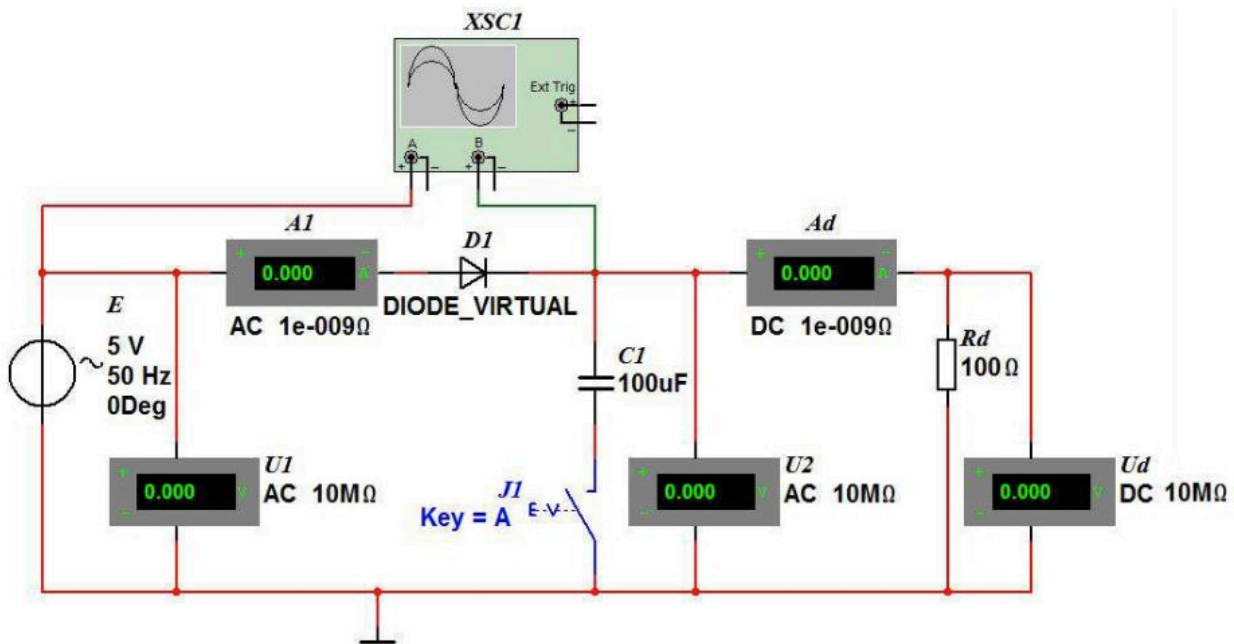 XSC1
Ext Trig
+
−
A
B
+ −
+ −
A1
+ −
0.000 A
AC 1e-009Ω
D1
DIODE_VIRTUAL
Ad
+ −
0.000 A
DC 1e-009Ω
E
5 V
50 Hz
0Deg
~
C1
100uF
Rd
100Ω
U1
+
0.000 V
−
AC 10MΩ
J1
Key = A
U2
+
0.000 V
−
AC 10MΩ
Ud
+
0.000 V
−
DC 10MΩ